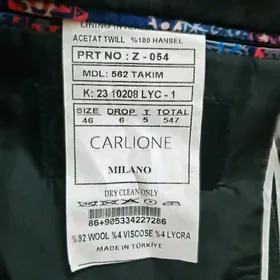 ACETAT TWILL %100 HANSEL
PRT NO : Z - 054
MDL: 562 TAKIM
K: 23 10208 LYC - 1
SIZE DROP T TOTAL
46 6 5 547
CARLIONE
MILANO
DRY CLEAN ONLY
86+905334227286
%92 WOOL %4 VISCOSE %4 LYCRA
MADE IN TÜRKİYE